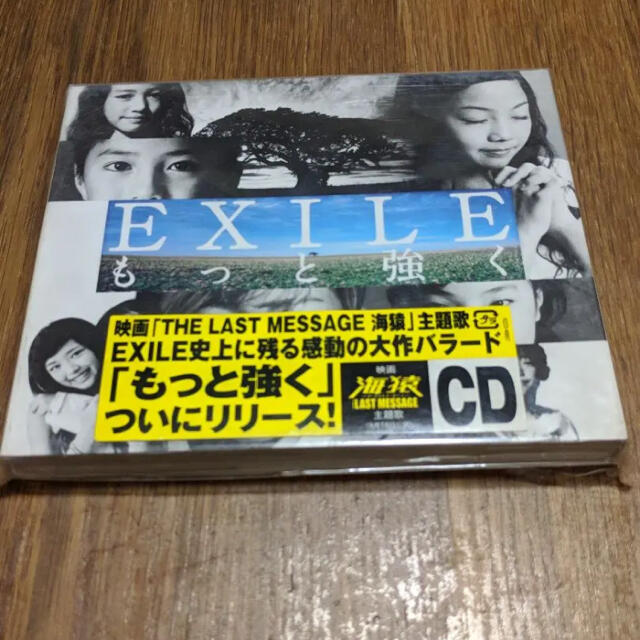 EXILE
もっと強く
映画「THE LAST MESSAGE 海猿」主題歌
EXILE史上に残る感動の大作バラード
「もっと強く」
ついにリリース!
映画
海猿
LAST MESSAGE
主題歌
CD